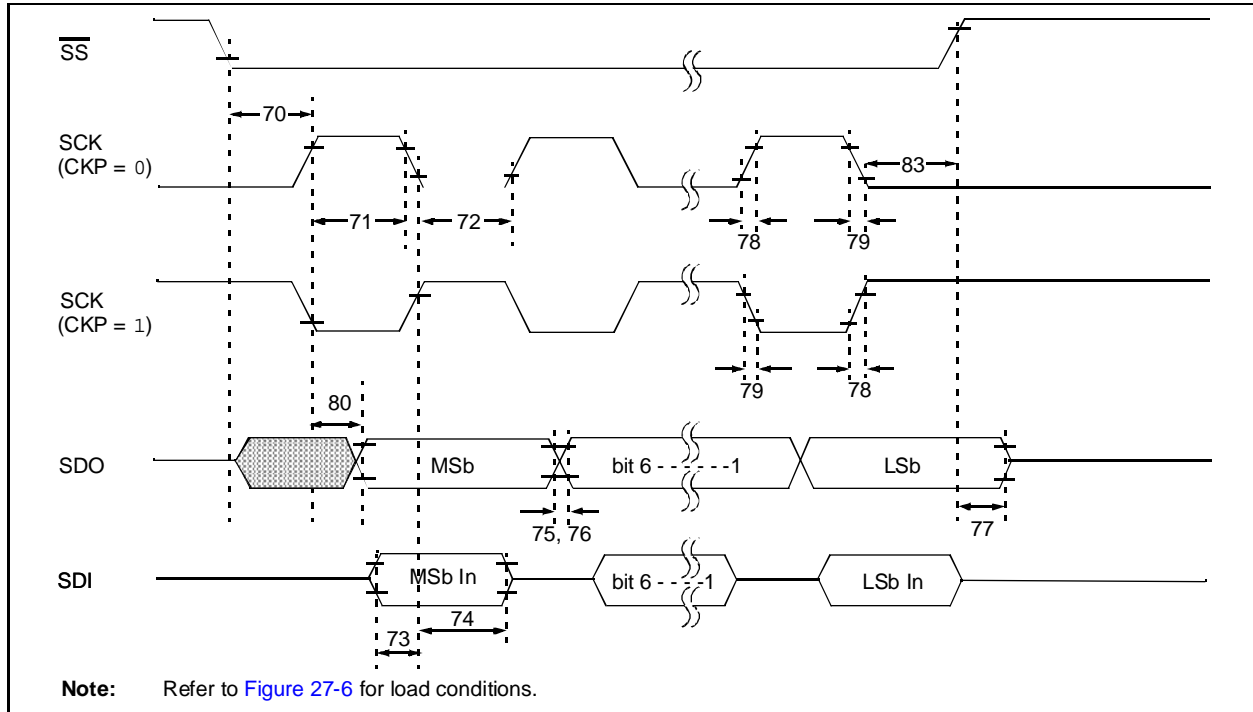 SS
70
SCK
(CKP = 0)
83
71
72
78
79
SCK
(CKP = 1)
79
78
80
SDO
MSb
bit 6 - - - - - -1
LSb
75, 76
77
SDI
MSb In
bit 6 - - - -1
LSb In
74
73
Note: Refer to Figure 27-6 for load conditions.